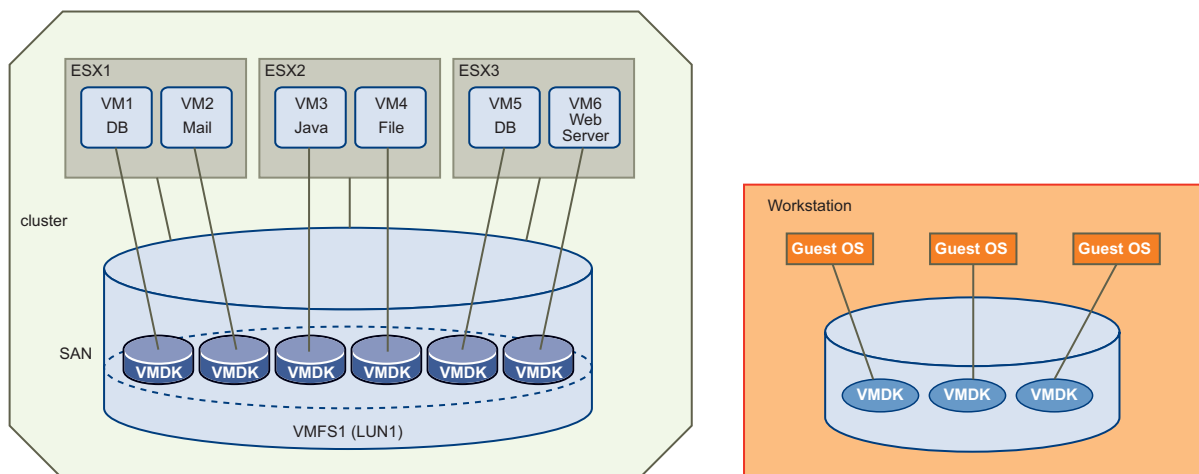 ESX1
VM1
DB
VM2
Mail
ESX2
VM3
Java
VM4
File
ESX3
VM5
DB
VM6
Web
Server
cluster
SAN
VMDK
VMDK
VMDK
VMDK
VMDK
VMDK
VMFS1 (LUN1)
Workstation
Guest OS
Guest OS
Guest OS
VMDK
VMDK
VMDK